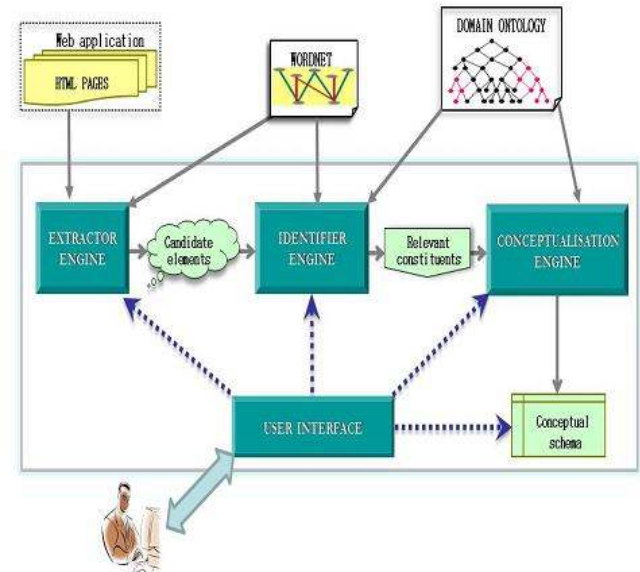 Web application
HTML PAGES
WORDNET
DOMAIN ONTOLOGY
EXTRACTOR
ENGINE
Candidate
elements
IDENTIFIER
ENGINE
Relevant
constituents
CONCEPTUALISATION
ENGINE
USER INTERFACE
Conceptual
schema